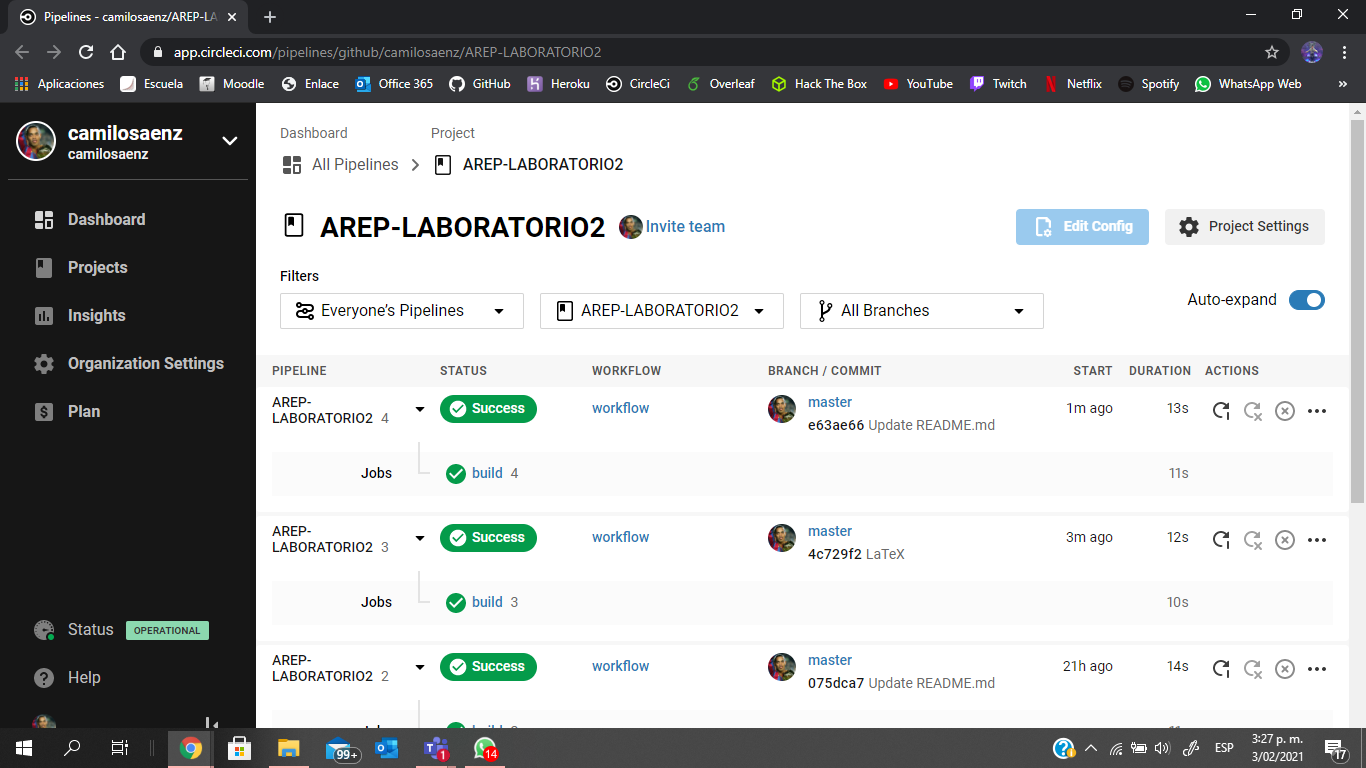 Pipelines - camilosaenz/AREP-LA
app.circleci.com/pipelines/github/camilosaenz/AREP-LABORATORIO2
Aplicaciones Escuela Moodle Enlace Office 365 GitHub Heroku CircleCi Overleaf Hack The Box YouTube Twitch Netflix Spotify WhatsApp Web »
camilosaenz
camilosaenz
Dashboard
Projects
Insights
Organization Settings
Plan
Status OPERATIONAL
Help
Dashboard Project
All Pipelines AREP-LABORATORIO2
AREP-LABORATORIO2 Invite team Edit Config Project Settings
Filters
Everyone's Pipelines AREP-LABORATORIO2 All Branches Auto-expand
PIPELINE STATUS WORKFLOW BRANCH / COMMIT START DURATION ACTIONS
AREP-
LABORATORIO2 4 Success workflow master 1m ago 13s
e63ae66 Update README.md
Jobs build 4 11s
AREP-
LABORATORIO2 3 Success workflow master 3m ago 12s
4c729f2 LaTeX
Jobs build 3 10s
AREP-
LABORATORIO2 2 Success workflow master 21h ago 14s
075dca7 Update README.md
99+ 1 14 ESP 3:27 p. m.
3/02/2021 17